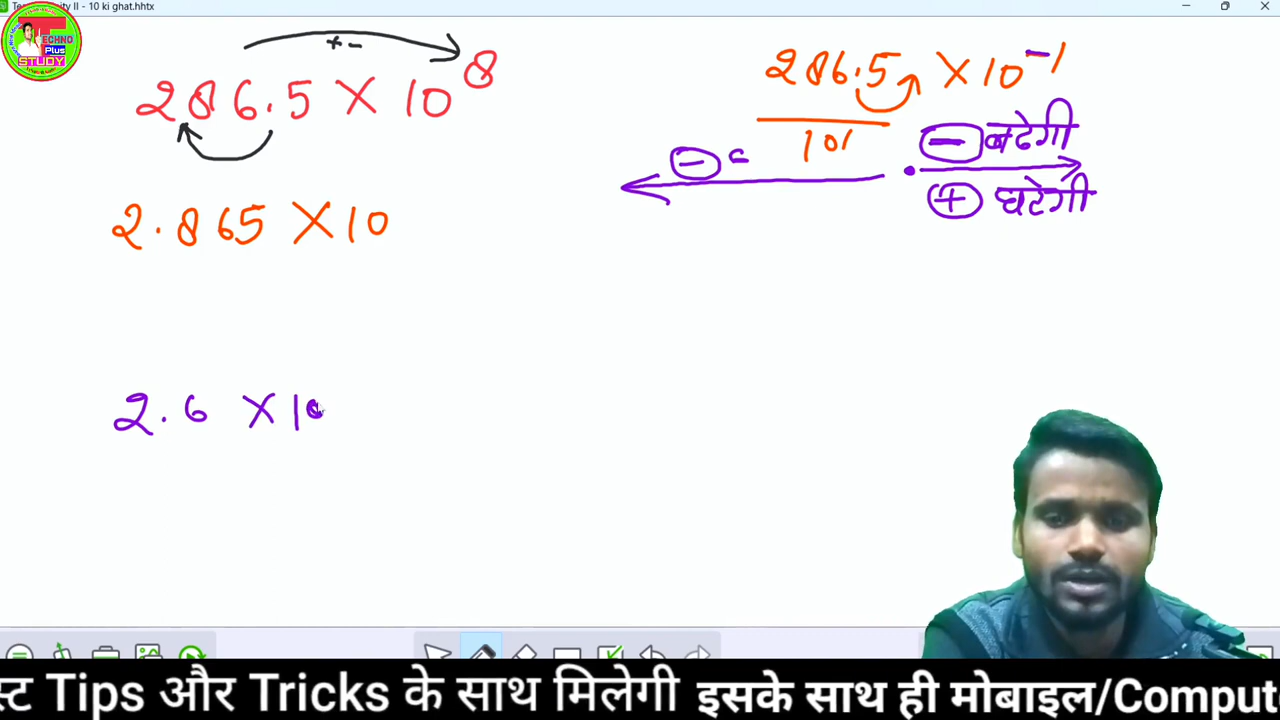 10 ki ghat.hhtx
TECHNO
Plus
STUDY
+ -
286.5 × 10⁸
286.5 × 10⁻¹
101
− बढेगी
− =
+ घटेगी
2.865 × 10
2.6 × 10
स्ट Tips और Tricks के साथ मिलेगी इसके साथ ही मोबाइल/Comput